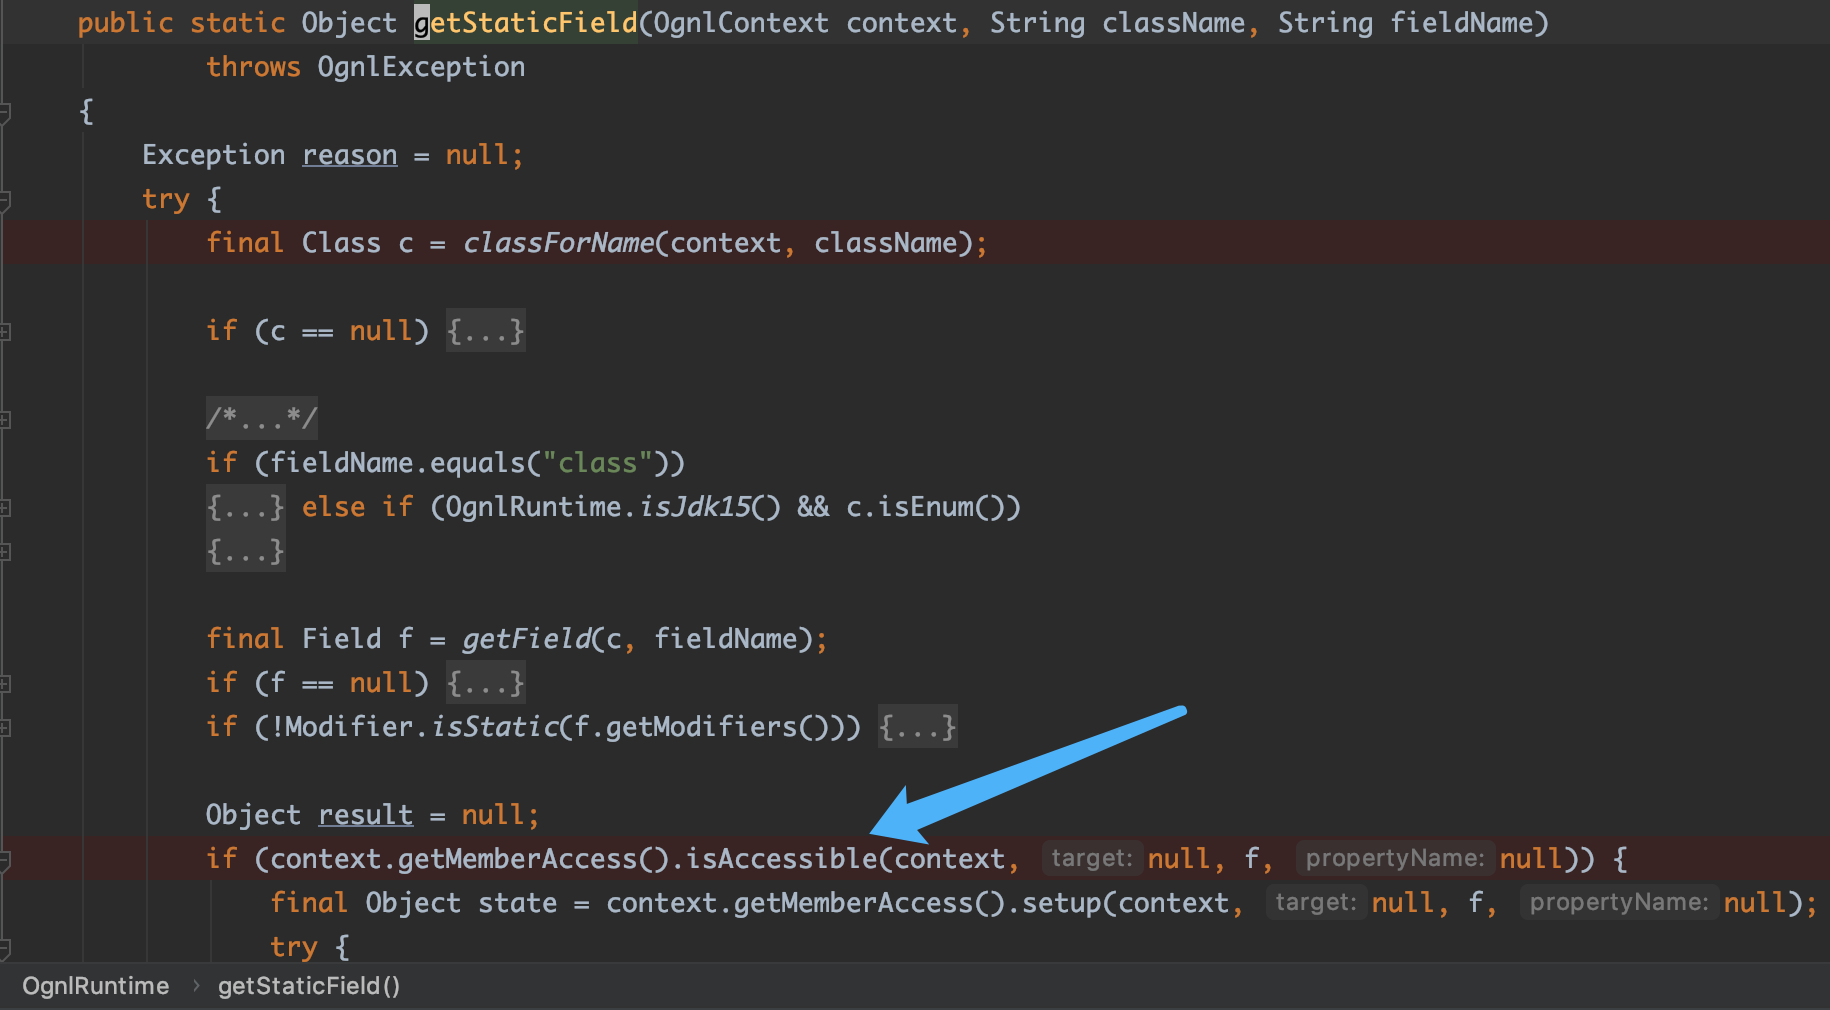 public static Object getStaticField(OgnlContext context, String className, String fieldName)
throws OgnlException
{
Exception reason = null;
try {
final Class c = classForName(context, className);
if (c == null) {...}
/*...*/
if (fieldName.equals("class"))
{...} else if (OgnlRuntime.isJdk15() && c.isEnum())
{...}
final Field f = getField(c, fieldName);
if (f == null) {...}
if (!Modifier.isStatic(f.getModifiers())) {...}
Object result = null;
if (context.getMemberAccess().isAccessible(context, target: null, f, propertyName: null)) {
final Object state = context.getMemberAccess().setup(context, target: null, f, propertyName: null);
try {
OgnlRuntime › getStaticField()